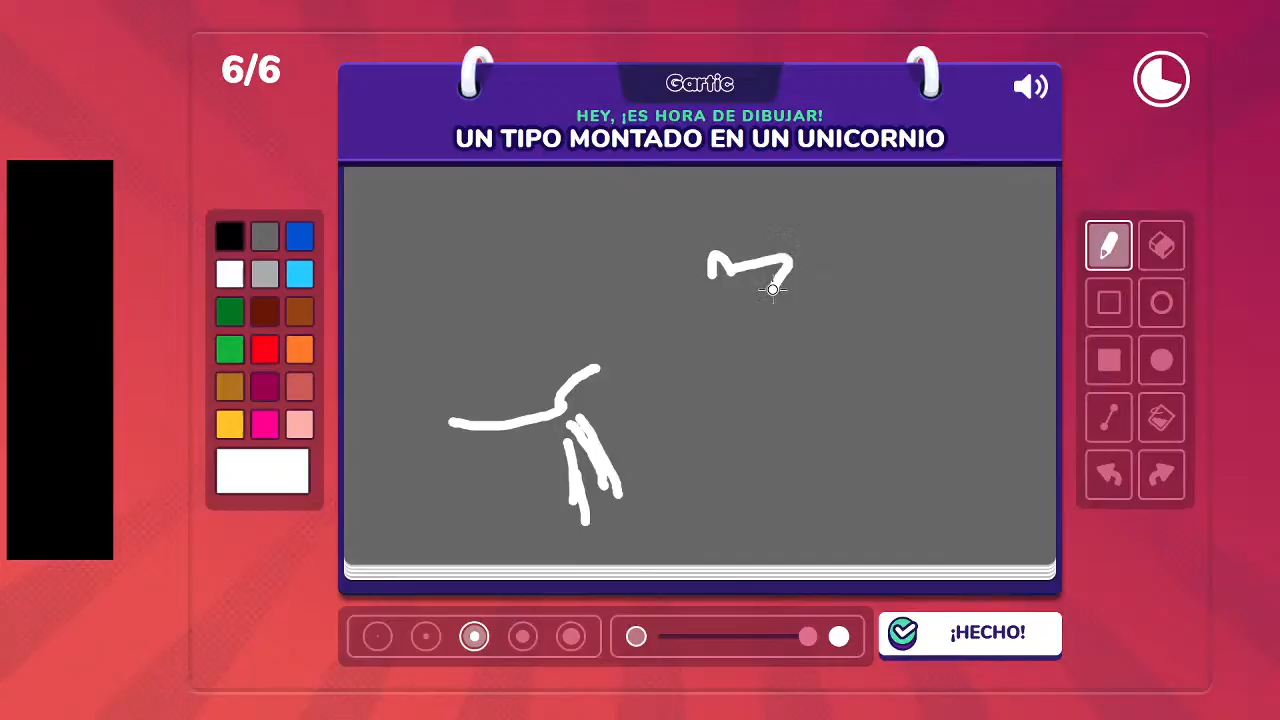 6/6
Gartic
HEY, ¡ES HORA DE DIBUJAR!
UN TIPO MONTADO EN UN UNICORNIO
¡HECHO!